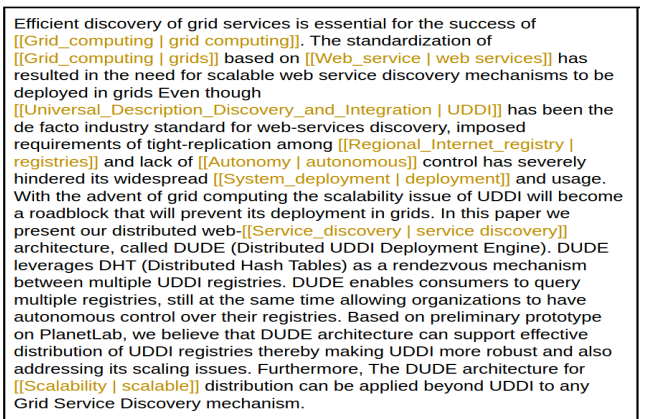 Efficient discovery of grid services is essential for the success of
[[Grid_computing | grid computing]]. The standardization of
[[Grid_computing | grids]] based on [[Web_service | web services]] has
resulted in the need for scalable web service discovery mechanisms to be
deployed in grids Even though
[[Universal_Description_Discovery_and_Integration | UDDI]] has been the
de facto industry standard for web-services discovery, imposed
requirements of tight-replication among [[Regional_Internet_registry |
registries]] and lack of [[Autonomy | autonomous]] control has severely
hindered its widespread [[System_deployment | deployment]] and usage.
With the advent of grid computing the scalability issue of UDDI will become
a roadblock that will prevent its deployment in grids. In this paper we
present our distributed web-[[Service_discovery | service discovery]]
architecture, called DUDE (Distributed UDDI Deployment Engine). DUDE
leverages DHT (Distributed Hash Tables) as a rendezvous mechanism
between multiple UDDI registries. DUDE enables consumers to query
multiple registries, still at the same time allowing organizations to have
autonomous control over their registries. Based on preliminary prototype
on PlanetLab, we believe that DUDE architecture can support effective
distribution of UDDI registries thereby making UDDI more robust and also
addressing its scaling issues. Furthermore, The DUDE architecture for
[[Scalability | scalable]] distribution can be applied beyond UDDI to any
Grid Service Discovery mechanism.